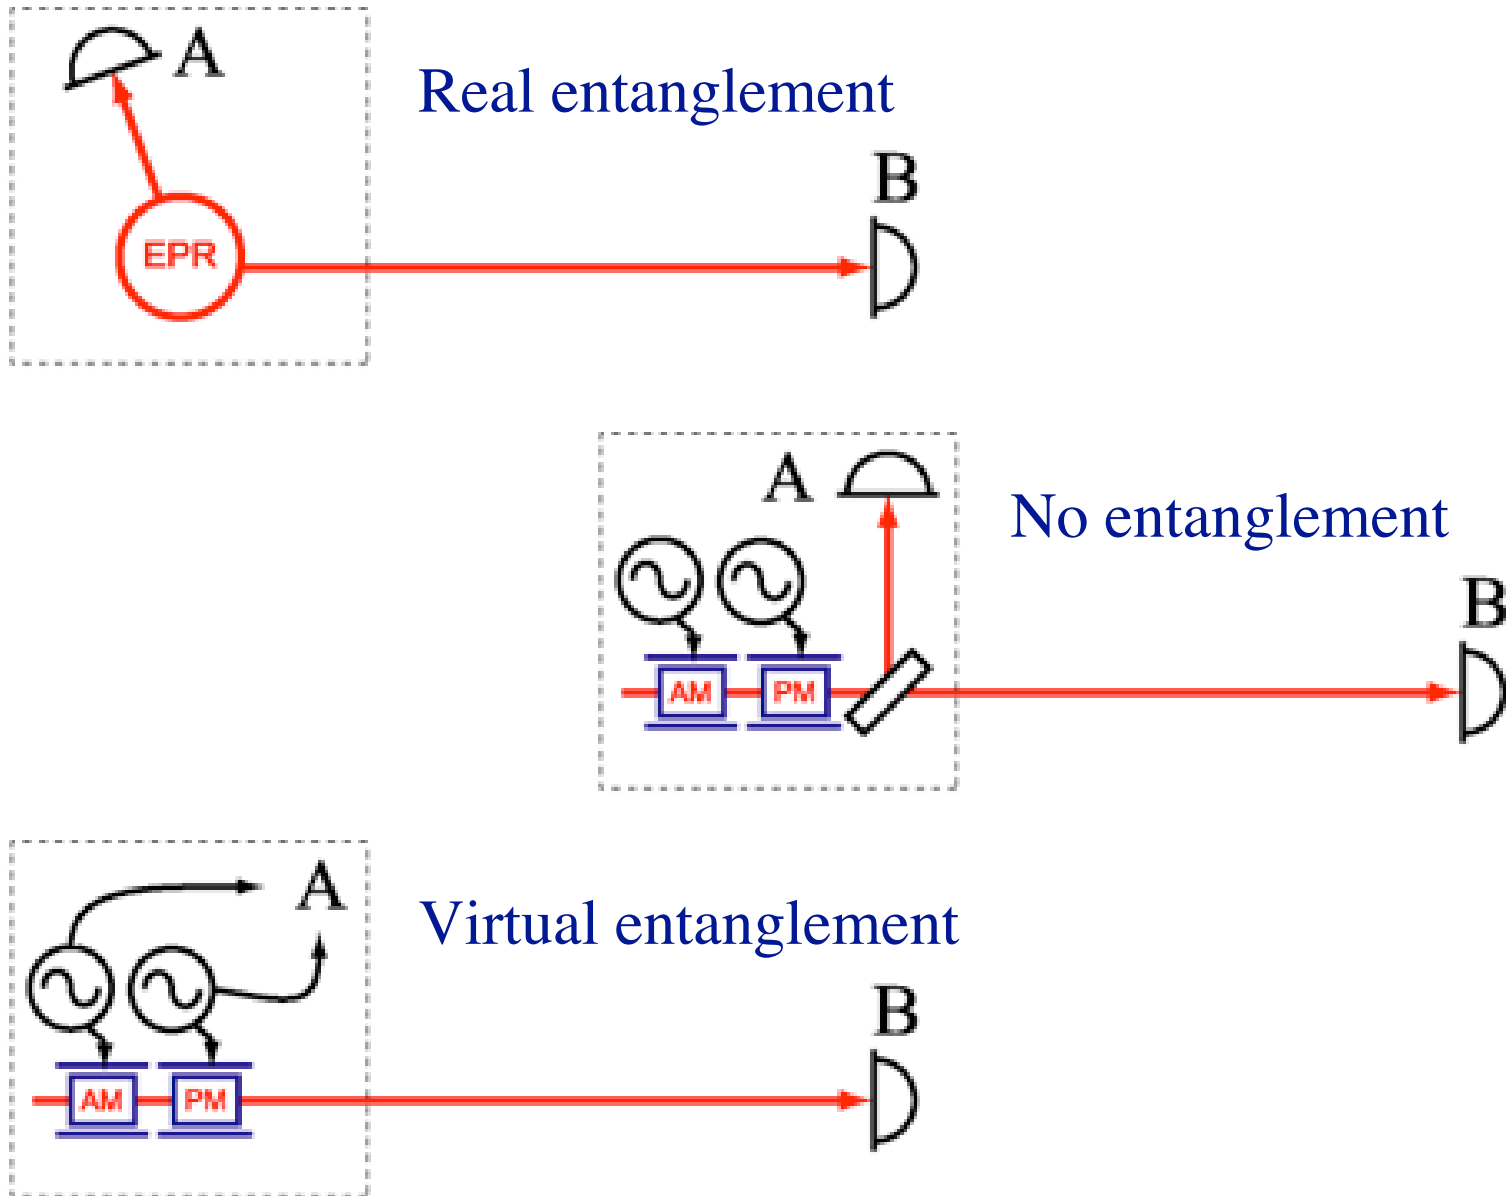 A
Real entanglement
B
EPR
A
No entanglement
B
AM PM
A
Virtual entanglement
B
AM PM